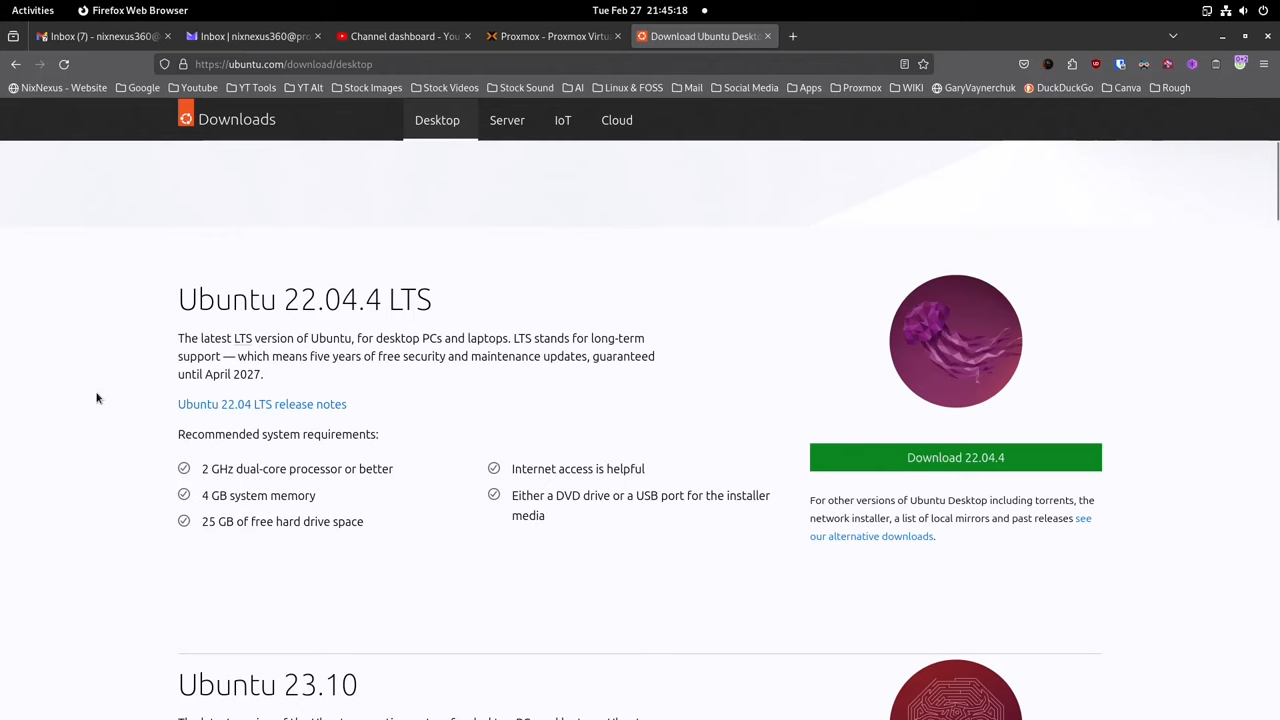 Activities
Firefox Web Browser
Tue Feb 27 21:45:18
Inbox (7) - nixnexus360@
Inbox | nixnexus360@pro
Channel dashboard - You
Proxmox - Proxmox Virtu
Download Ubuntu Deskto
https://ubuntu.com/download/desktop
NixNexus - Website
Google
Youtube
YT Tools
YT Alt
Stock Images
Stock Videos
Stock Sound
AI
Linux & FOSS
Mail
Social Media
Apps
Proxmox
WIKI
GaryVaynerchuk
DuckDuckGo
Canva
Rough
Downloads
Desktop
Server
IoT
Cloud
Ubuntu 22.04.4 LTS
The latest LTS version of Ubuntu, for desktop PCs and laptops. LTS stands for long-term
support — which means five years of free security and maintenance updates, guaranteed
until April 2027.
Ubuntu 22.04 LTS release notes
Recommended system requirements:
2 GHz dual-core processor or better
4 GB system memory
25 GB of free hard drive space
Internet access is helpful
Either a DVD drive or a USB port for the installer
media
Download 22.04.4
For other versions of Ubuntu Desktop including torrents, the
network installer, a list of local mirrors and past releases see
our alternative downloads.
Ubuntu 23.10